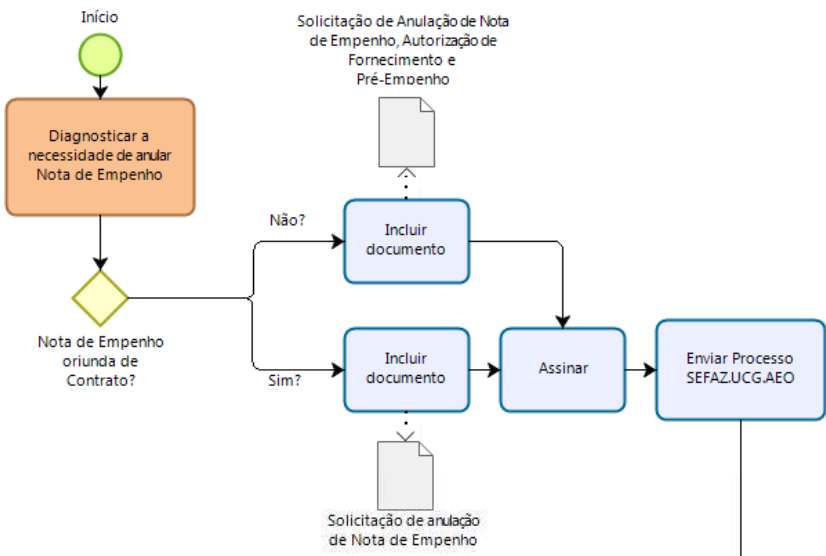 Início
Solicitação de Anulação de Nota
de Empenho, Autorização de
Fornecimento e
Pré-Empenho
Diagnosticar a
necessidade de anular
Nota de Empenho
Não?
Incluir
documento
Nota de Empenho
oriunda de
Contrato?
Sim?
Incluir
documento
Assinar
Enviar Processo
SEFAZ.UCG.AEO
Solicitação de anulação
de Nota de Empenho